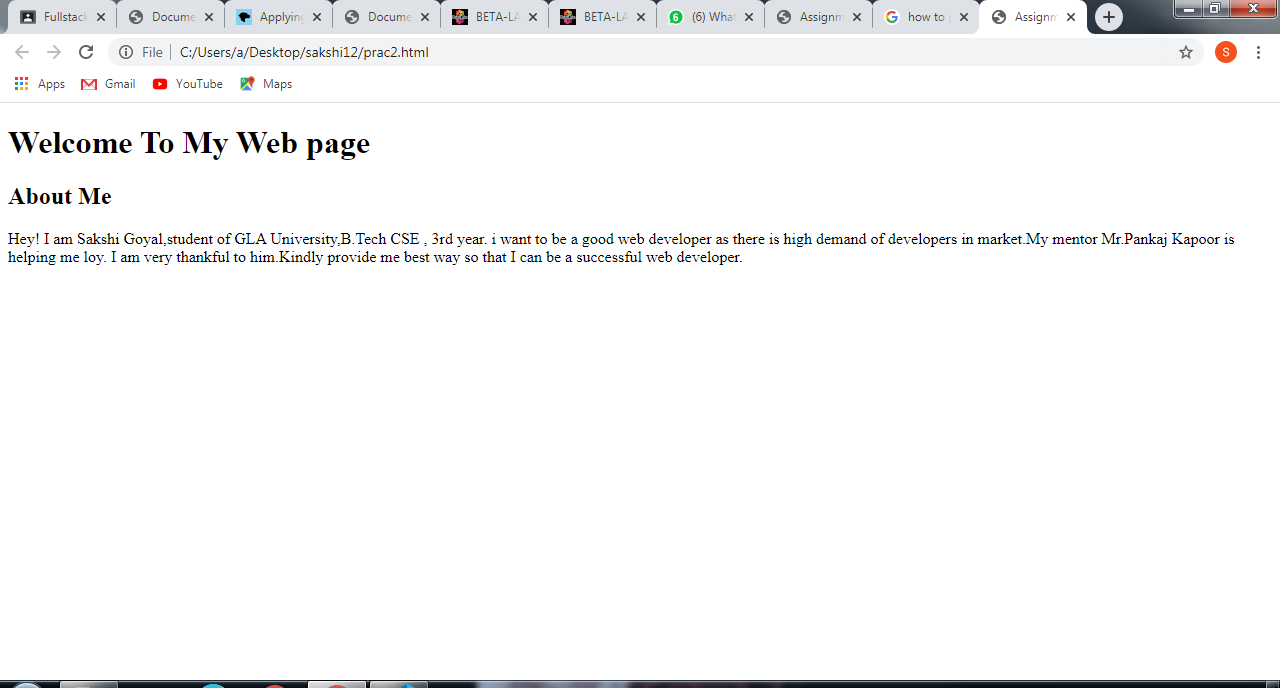 Fullstack Docume Applying Docume BETA-LA BETA-LA (6) What Assignm how to Assignm
File C:/Users/a/Desktop/sakshi12/prac2.html S
Apps Gmail YouTube Maps
Welcome To My Web page
About Me
Hey! I am Sakshi Goyal,student of GLA University,B.Tech CSE , 3rd year. i want to be a good web developer as there is high demand of developers in market.My mentor Mr.Pankaj Kapoor is
helping me loy. I am very thankful to him.Kindly provide me best way so that I can be a successful web developer.